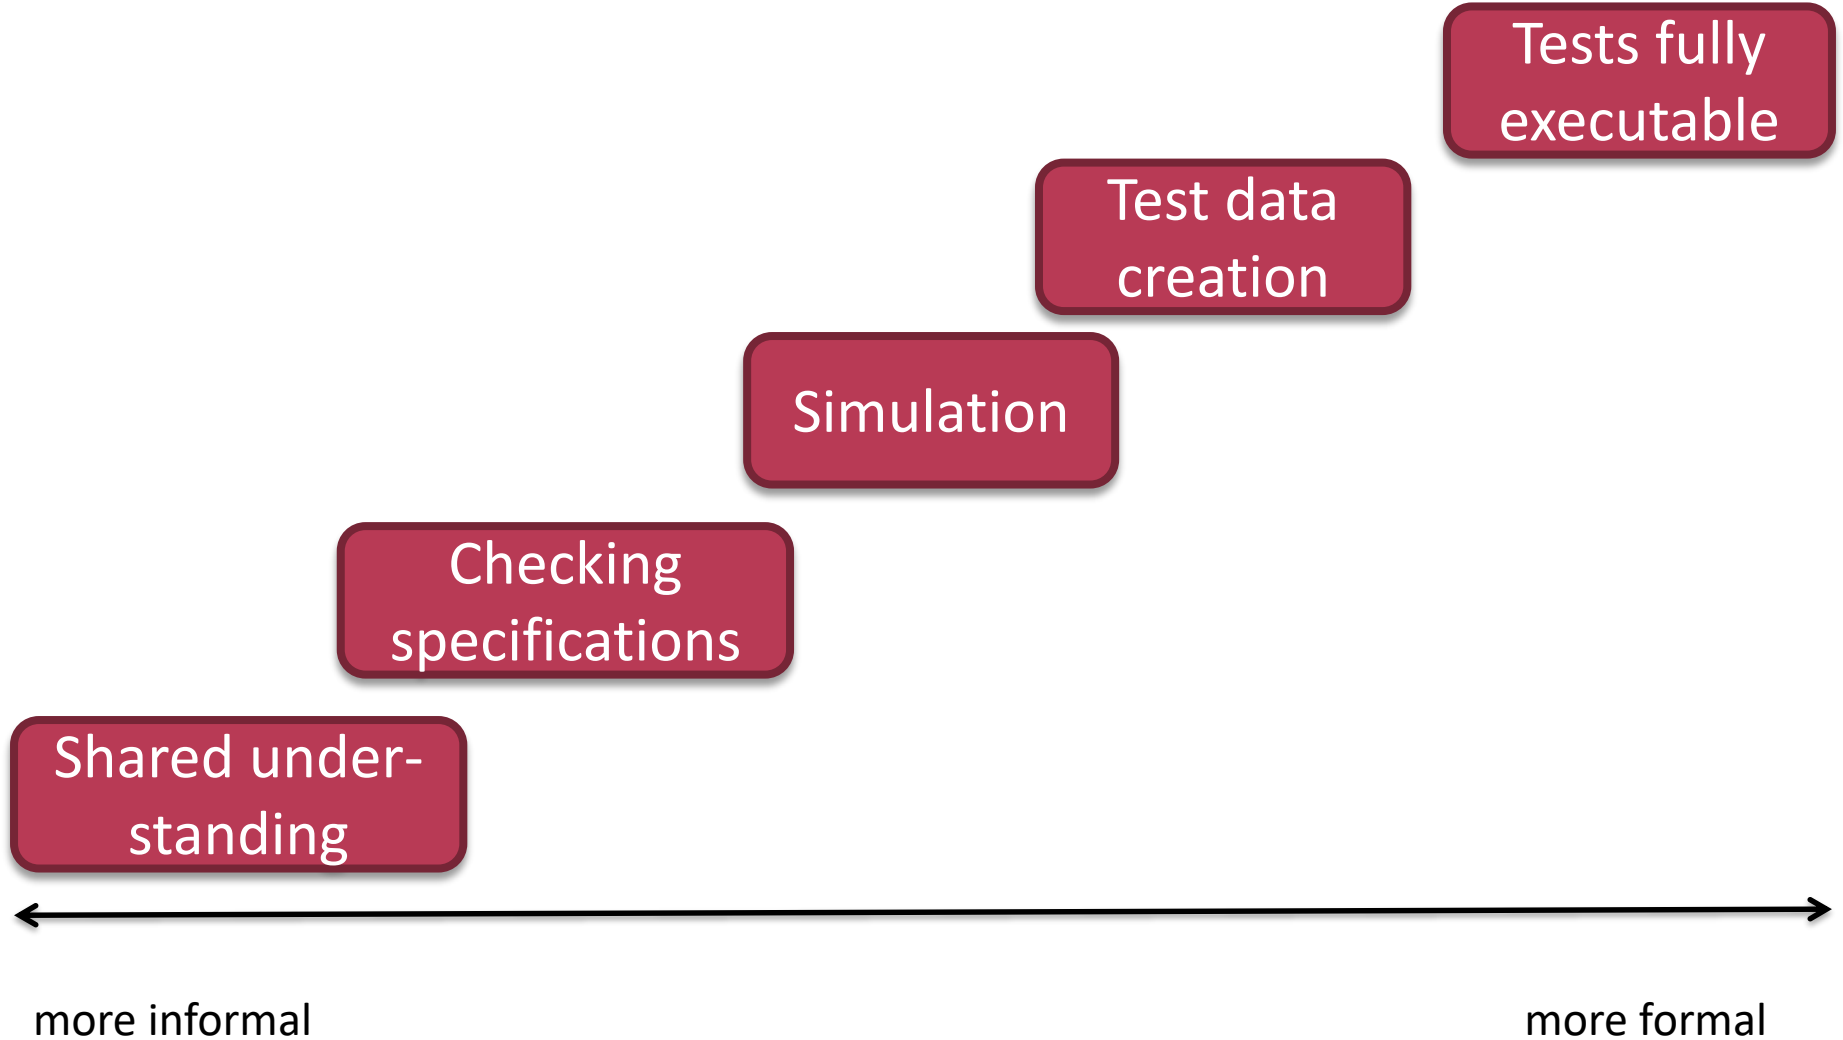 Tests fully
executable
Test data
creation
Simulation
Checking
specifications
Shared under-
standing
more informal
more formal